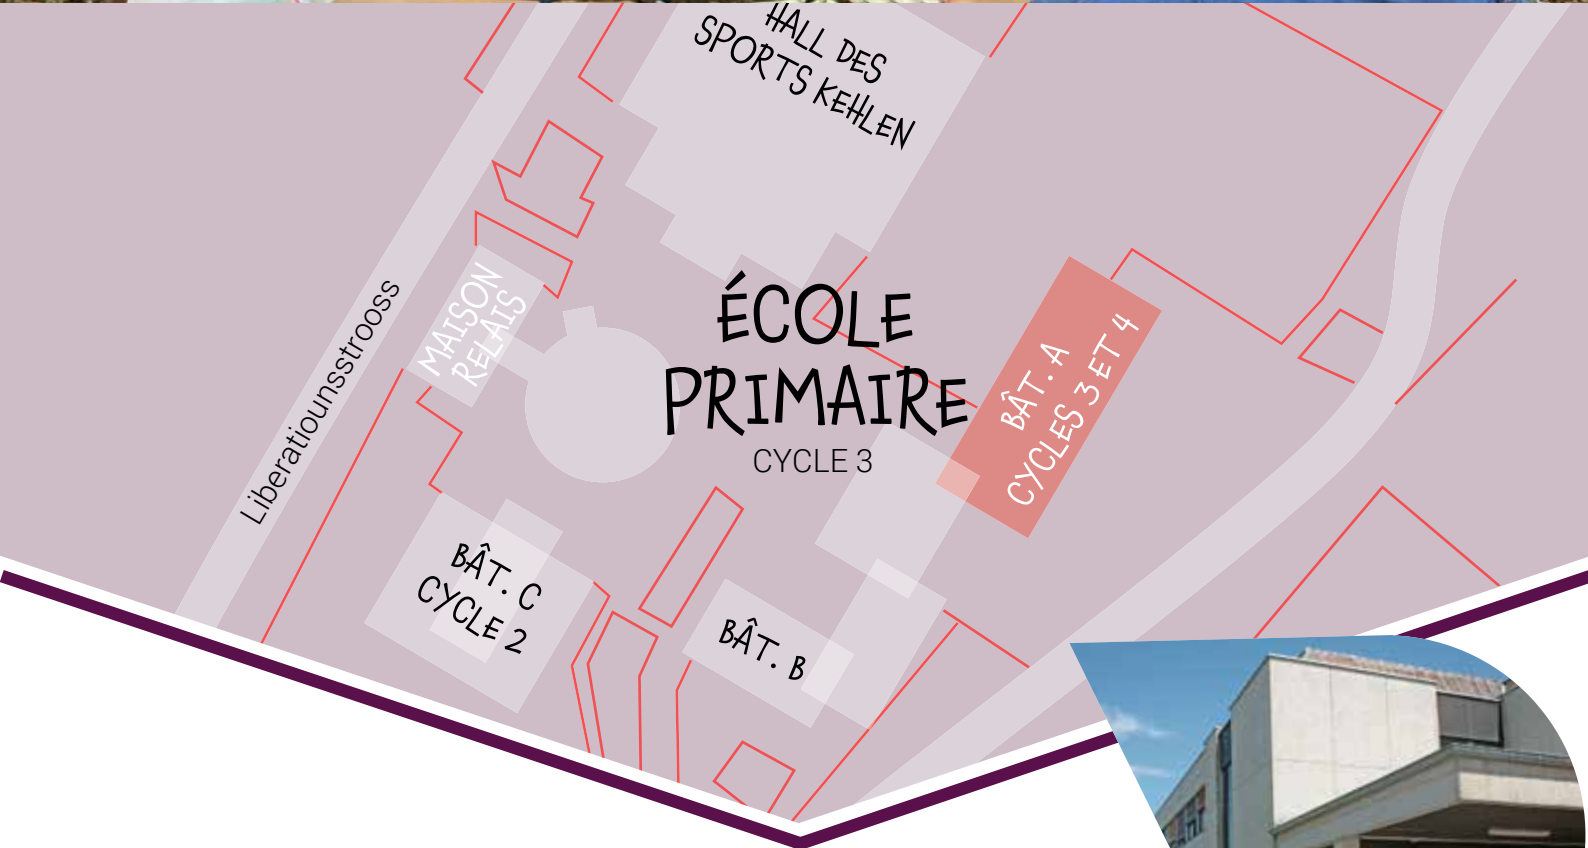 HALL DES
SPORTS KEHLEN
MAISON
RELAIS
Liberatiounsstrooss
ÉCOLE
PRIMAIRE
CYCLE 3
BÂT. A
CYCLES 3 ET 4
BÂT. C
CYCLE 2
BÂT. B